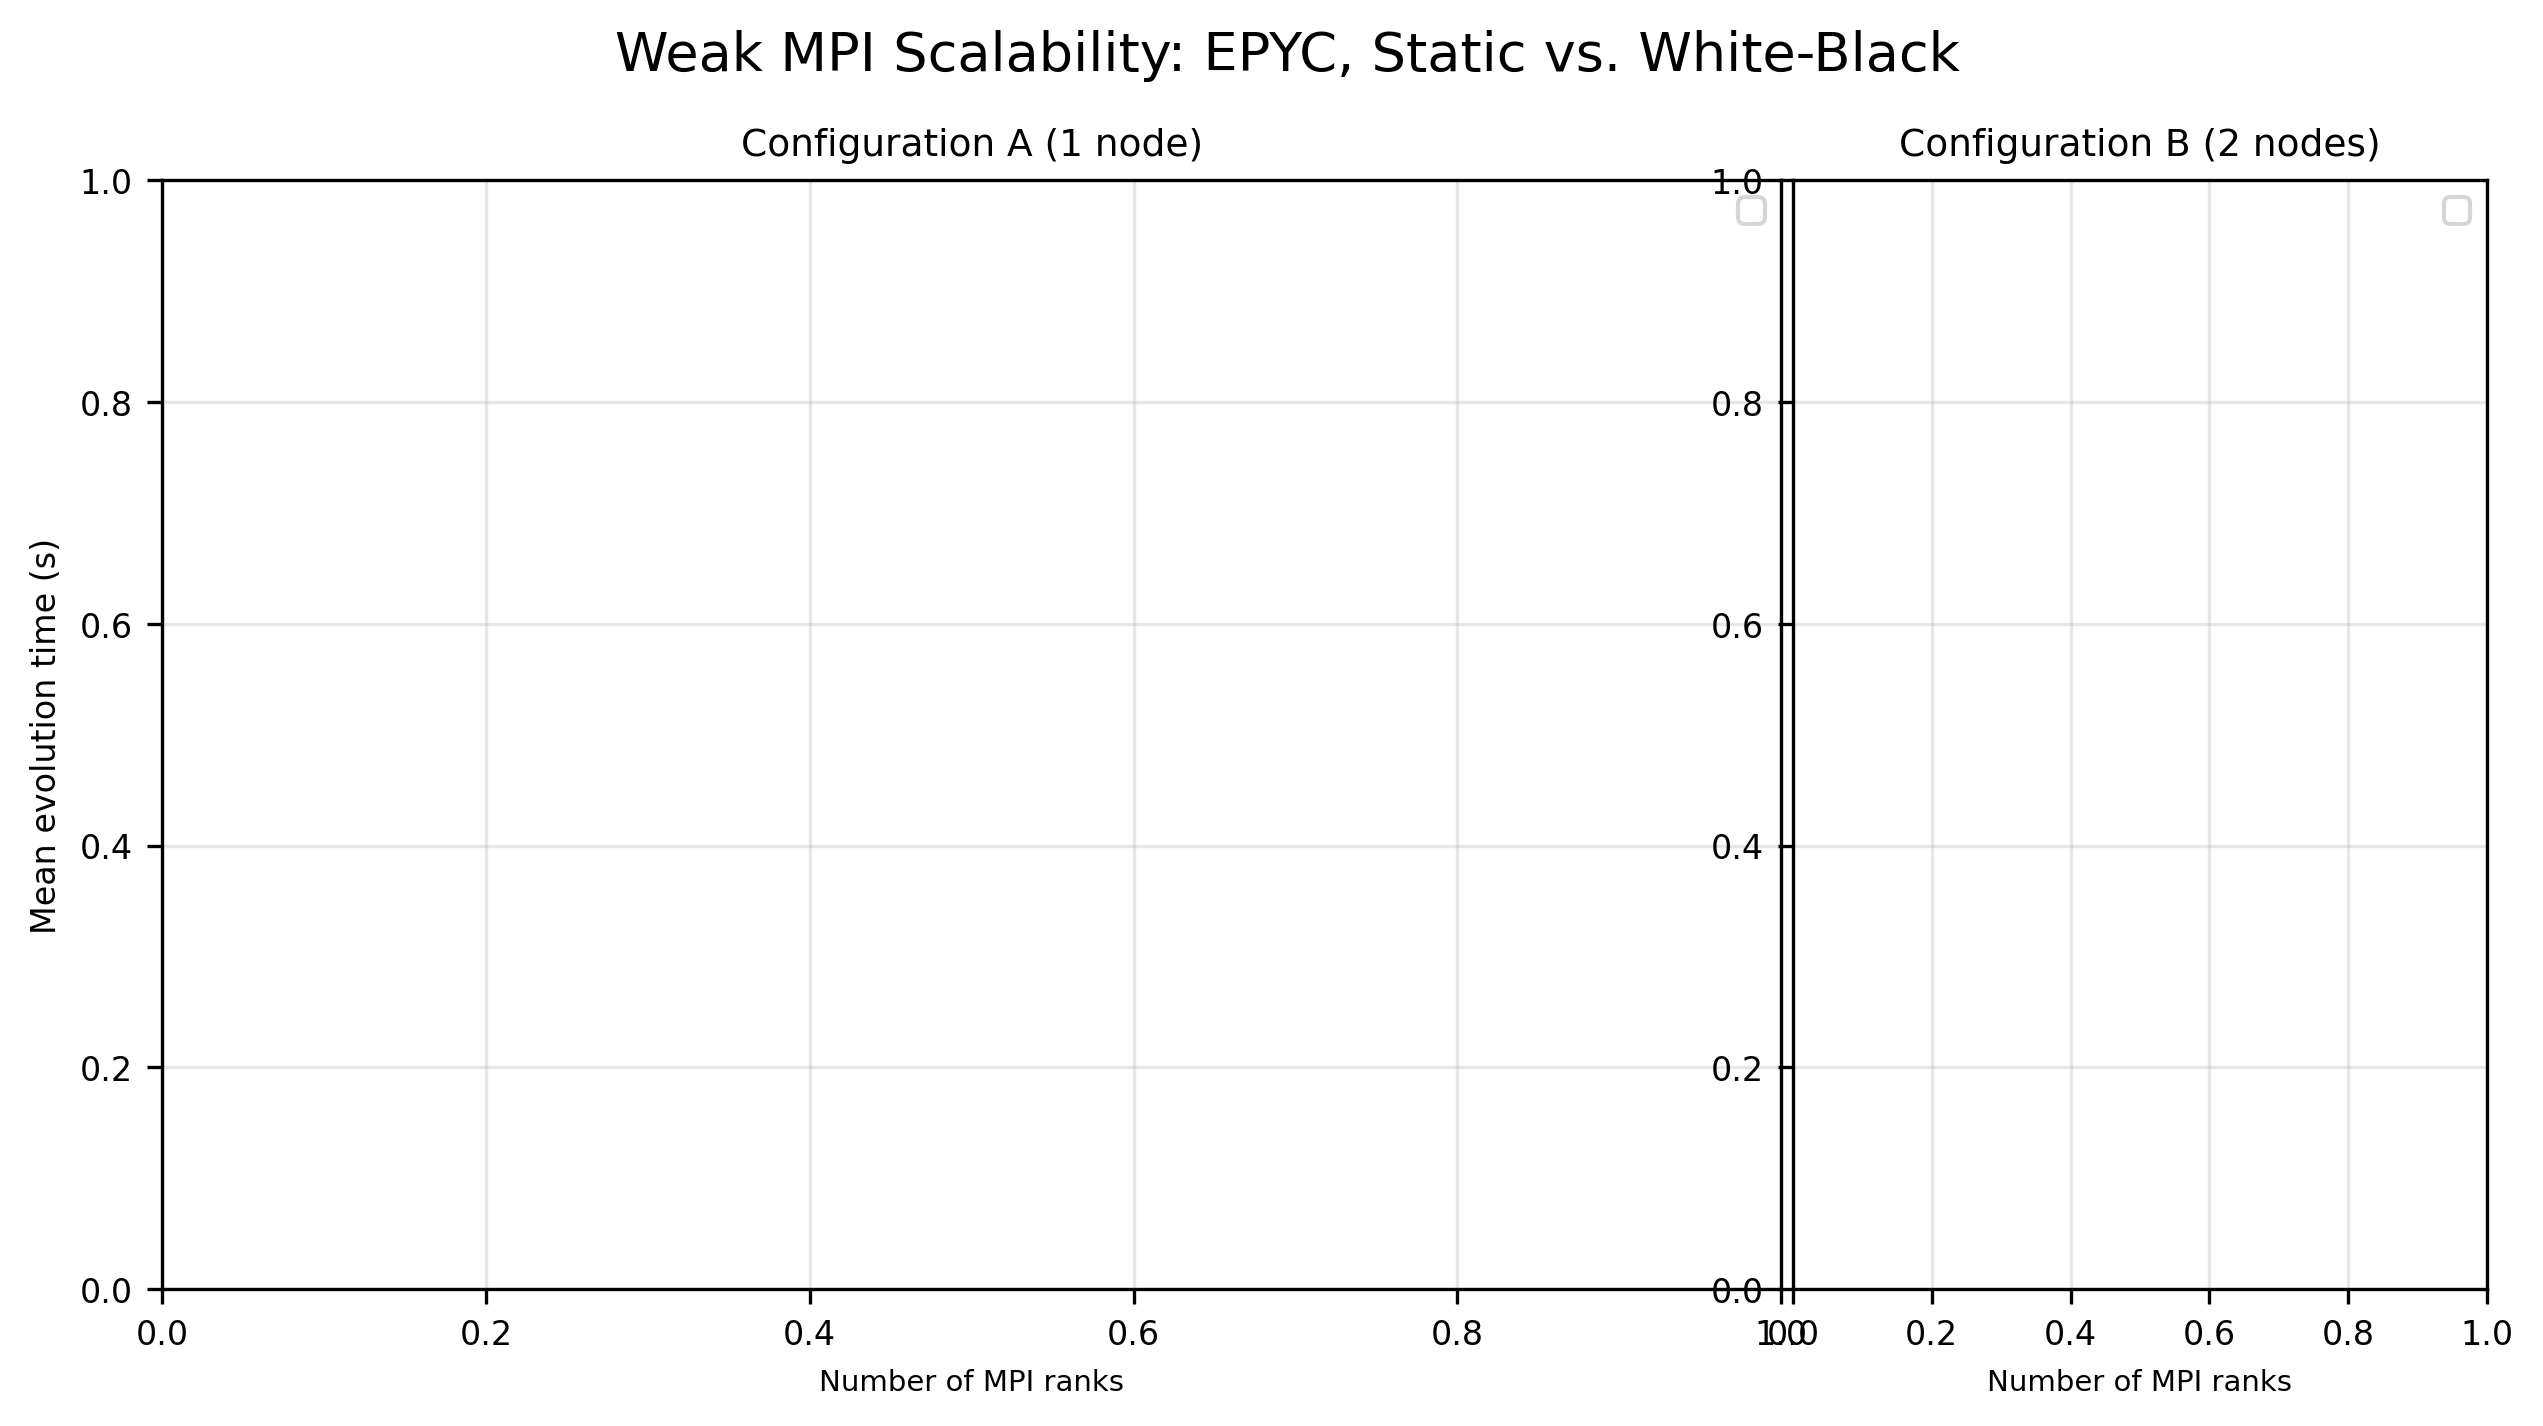 Weak MPI Scalability: EPYC, Static vs. White-Black
Configuration A (1 node)
Mean evolution time (s)
1.0
0.8
0.6
0.4
0.2
0.0
0.0 0.2 0.4 0.6 0.8 1.0
Number of MPI ranks
Configuration B (2 nodes)
1.0
0.8
0.6
0.4
0.2
0.0
0.0 0.2 0.4 0.6 0.8 1.0
Number of MPI ranks